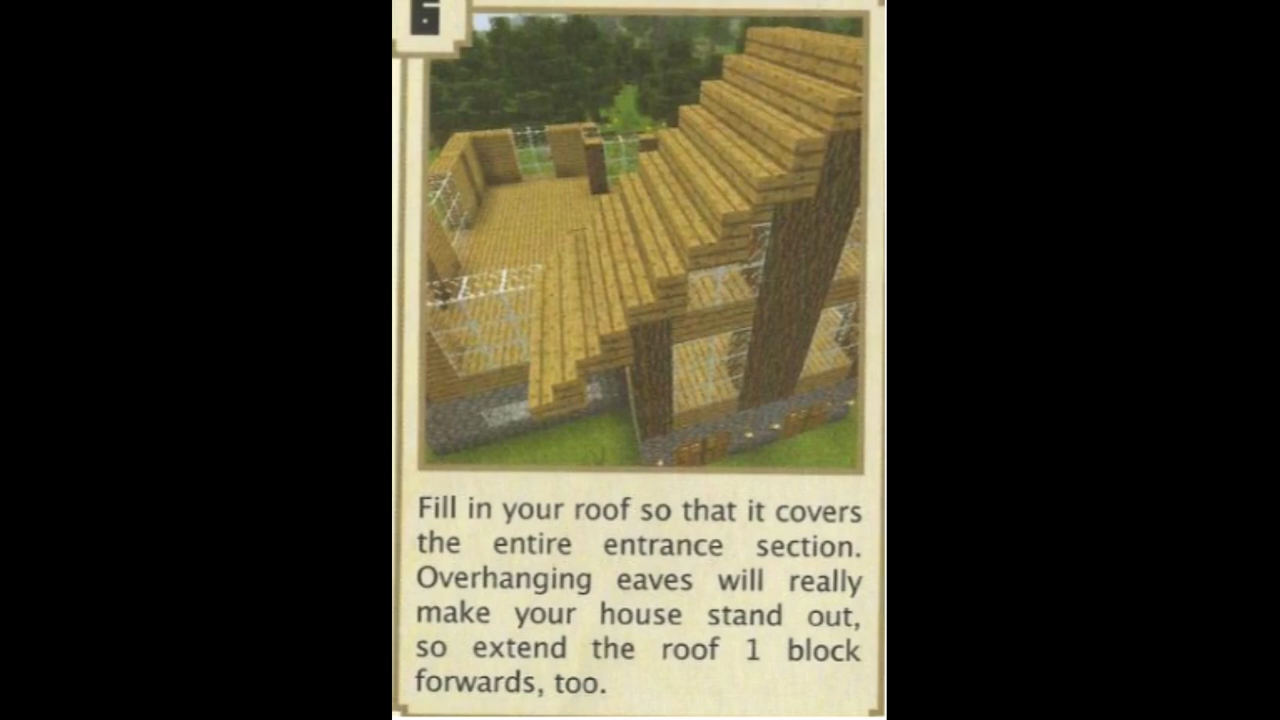 6
Fill in your roof so that it covers
the entire entrance section.
Overhanging eaves will really
make your house stand out,
so extend the roof 1 block
forwards, too.